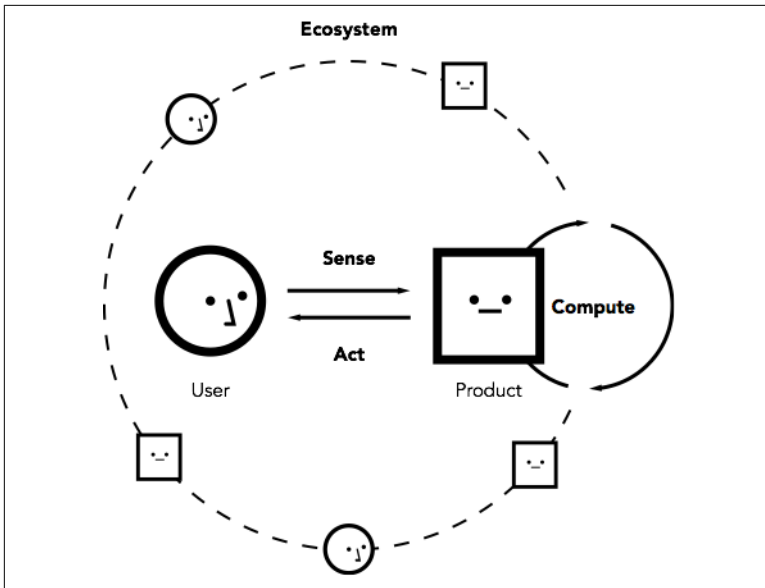 Ecosystem
Sense
Compute
Act
User
Product